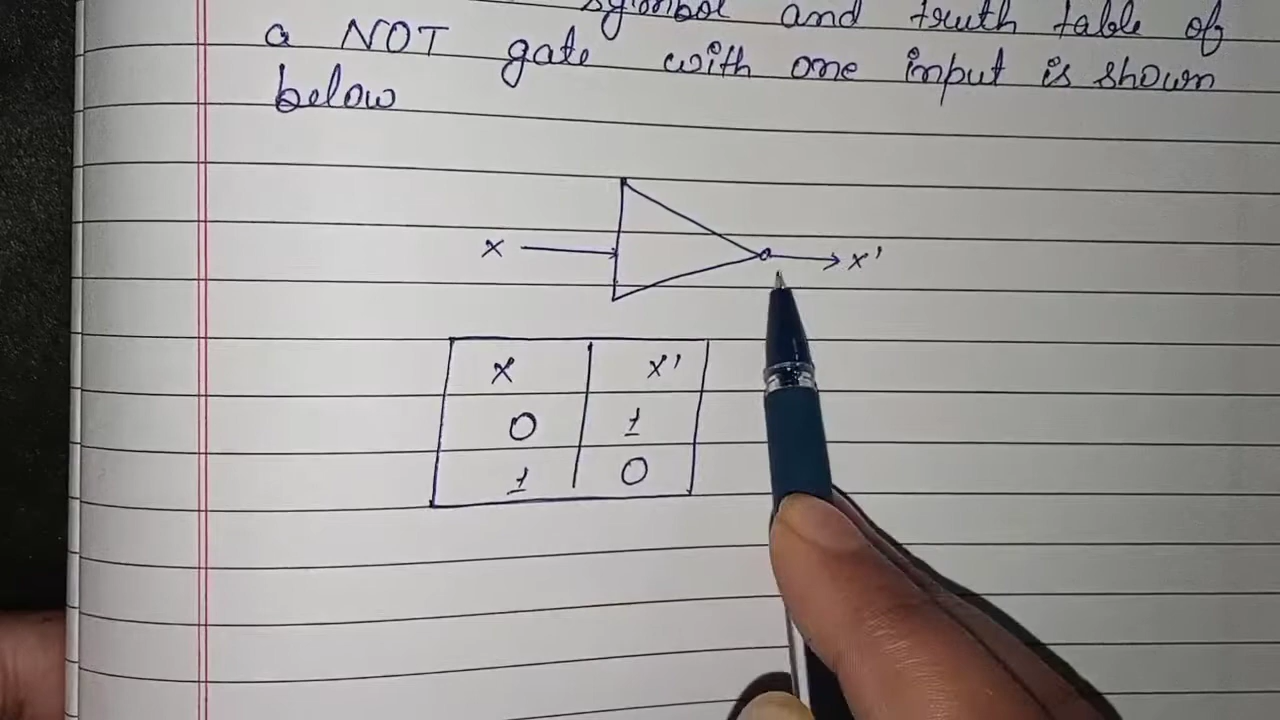 symbol and truth table of
a NOT gate with one input is shown
below
x x'
x x'
0 1
1 0